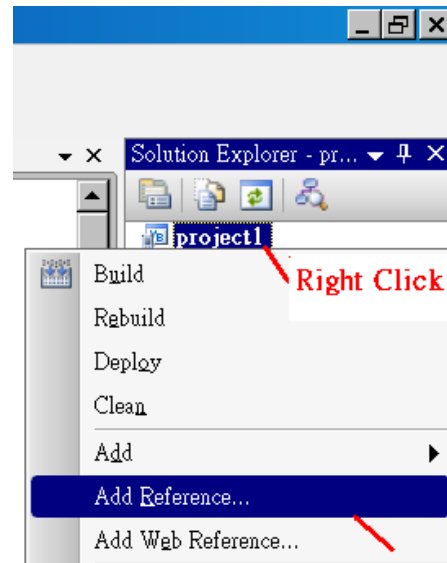 Solution Explorer - pr...
project1
Right Click
Build
Rebuild
Deploy
Clean
Add
Add Reference...
Add Web Reference...